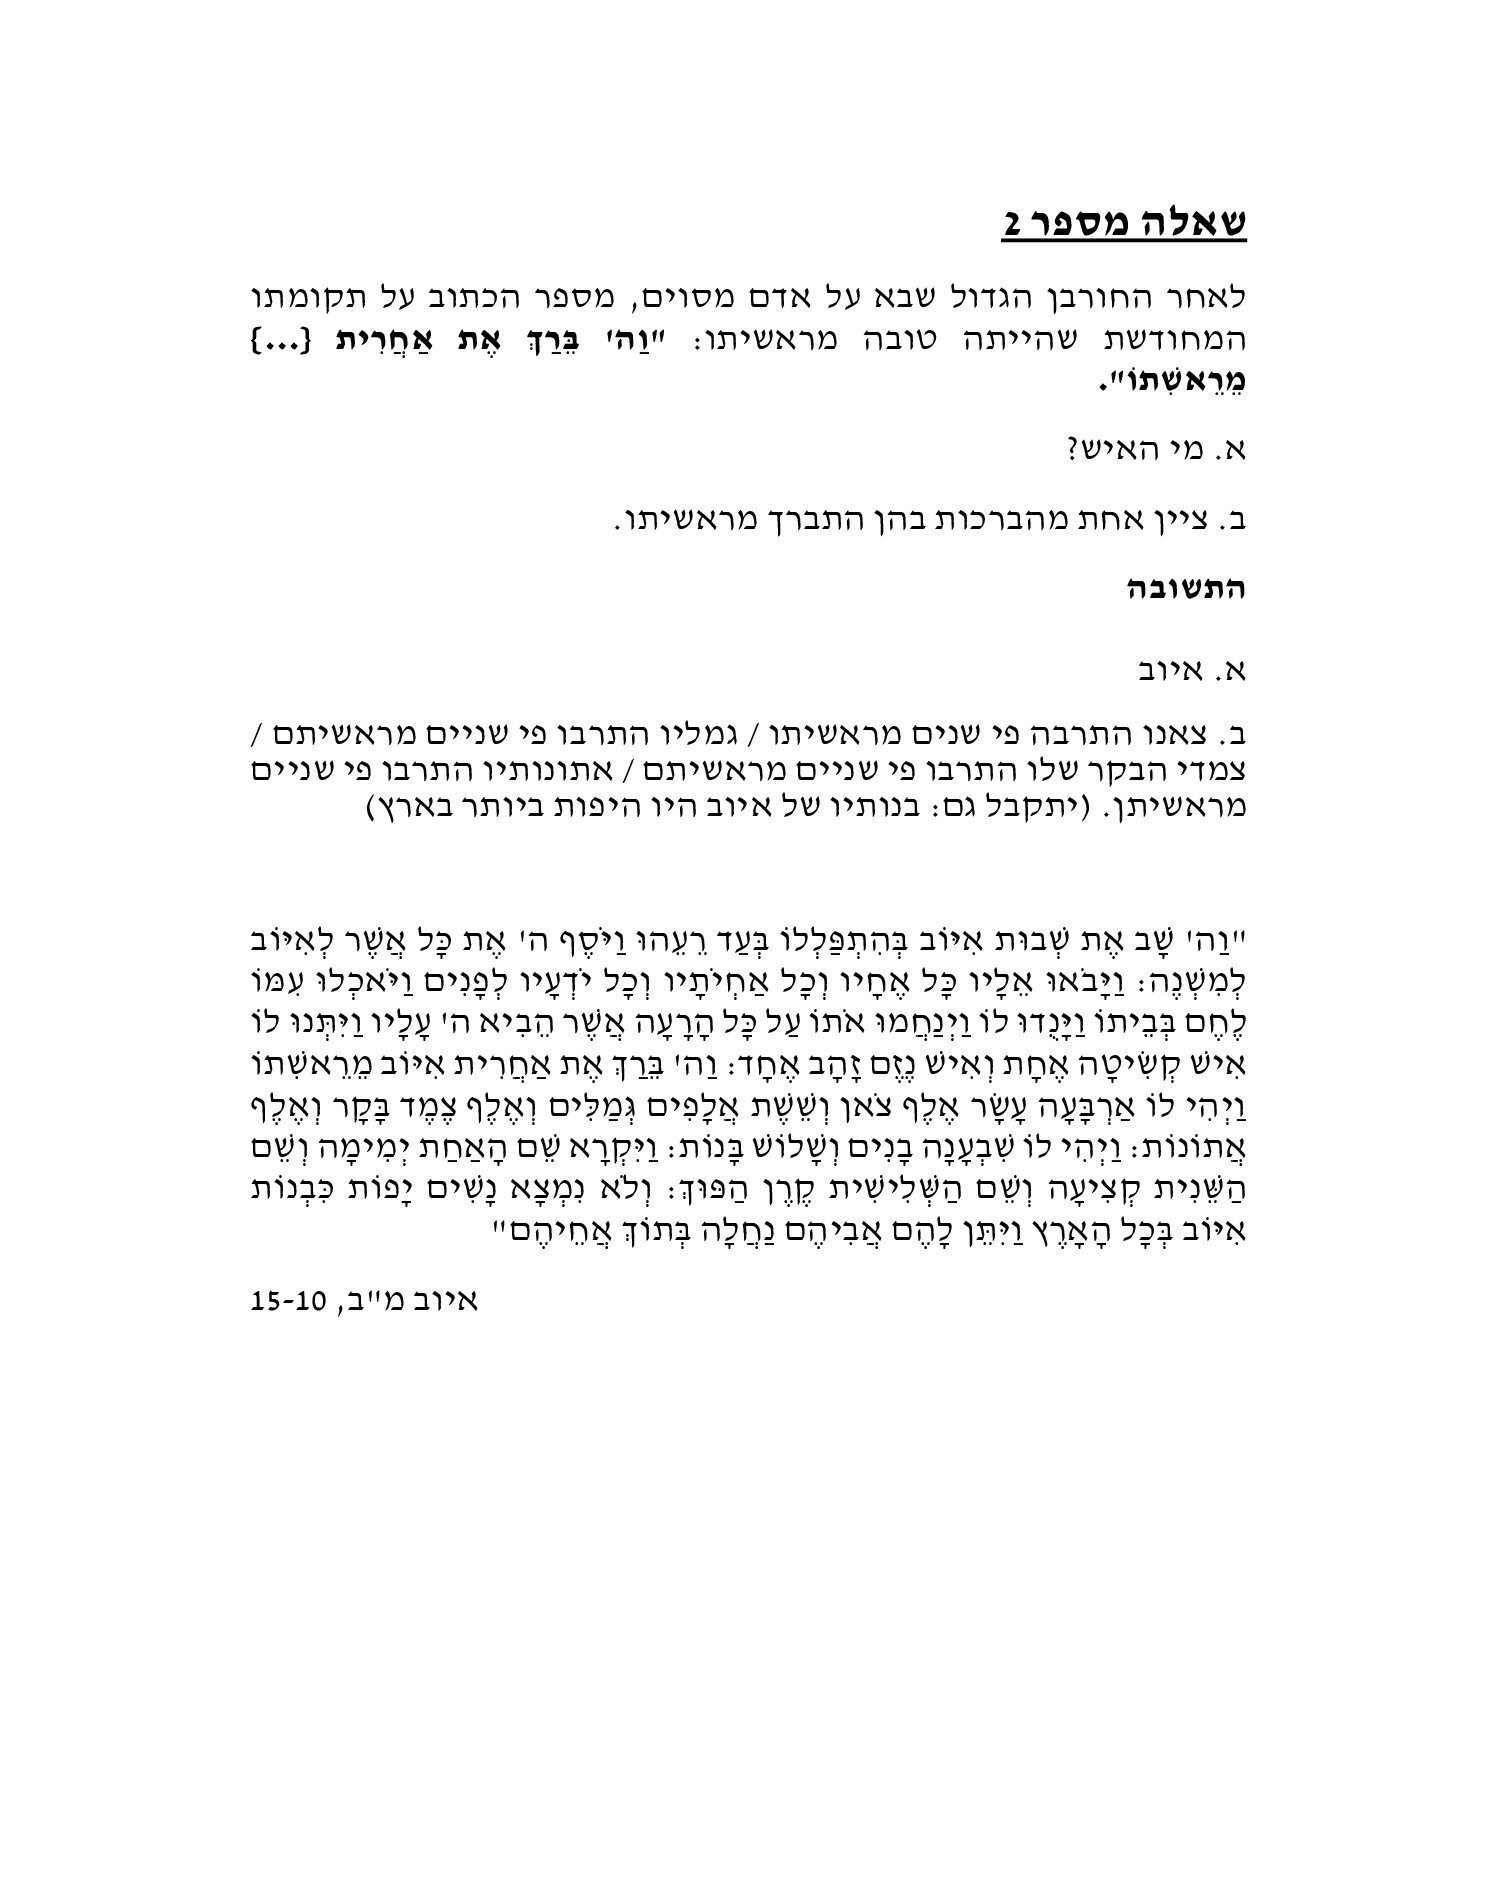 שאלה מספר 2
לאחר החורבן הגדול שבא על אדם מסוים, מספר הכתוב על תקומתו
המחודשת שהייתה טובה מראשיתו: "וַה' בֵּרַךְ אֶת אַחֲרִית {...}
מֵרֵאשִׁתוֹ".
א. מי האיש?
ב. ציין אחת מהברכות בהן התברך מראשיתו.
התשובה
א. איוב
ב. צאנו התרבה פי שנים מראשיתו / גמליו התרבו פי שניים מראשיתם /
צמדי הבקר שלו התרבו פי שניים מראשיתם / אתונותיו התרבו פי שניים
מראשיתן. (יתקבל גם: בנותיו של איוב היו היפות ביותר בארץ)
"וַה' שָׁב אֶת שְׁבוּת אִיּוֹב בְּהִתְפַּלְלוֹ בְּעַד רֵעֵהוּ וַיֹּסֶף ה' אֶת כָּל אֲשֶׁר לְאִיּוֹב
לְמִשְׁנֶה: וַיָּבֹאוּ אֵלָיו כָּל אֶחָיו וְכָל אַחְיֹתָיו וְכָל יֹדְעָיו לְפָנִים וַיֹּאכְלוּ עִמּוֹ
לֶחֶם בְּבֵיתוֹ וַיָּנֻדוּ לוֹ וַיְנַחֲמוּ אֹתוֹ עַל כָּל הָרָעָה אֲשֶׁר הֵבִיא ה' עָלָיו וַיִּתְּנוּ לוֹ
אִישׁ קְשִׂיטָה אֶחָת וְאִישׁ נֶזֶם זָהָב אֶחָד: וַה' בֵּרַךְ אֶת אַחֲרִית אִיּוֹב מֵרֵאשִׁתוֹ
וַיְהִי לוֹ אַרְבָּעָה עָשָׂר אֶלֶף צֹאן וְשֵׁשֶׁת אֲלָפִים גְּמַלִּים וְאֶלֶף צֶמֶד בָּקָר וְאֶלֶף
אֲתוֹנוֹת: וַיְהִי לוֹ שִׁבְעָנָה בָנִים וְשָׁלוֹשׁ בָּנוֹת: וַיִּקְרָא שֵׁם הָאַחַת יְמִימָה וְשֵׁם
הַשֵּׁנִית קְצִיעָה וְשֵׁם הַשְּׁלִישִׁית קֶרֶן הַפּוּךְ: וְלֹא נִמְצָא נָשִׁים יָפוֹת כִּבְנוֹת
אִיּוֹב בְּכָל הָאָרֶץ וַיִּתֵּן לָהֶם אֲבִיהֶם נַחֲלָה בְּתוֹךְ אֲחֵיהֶם"
איוב מ"ב, 15-10